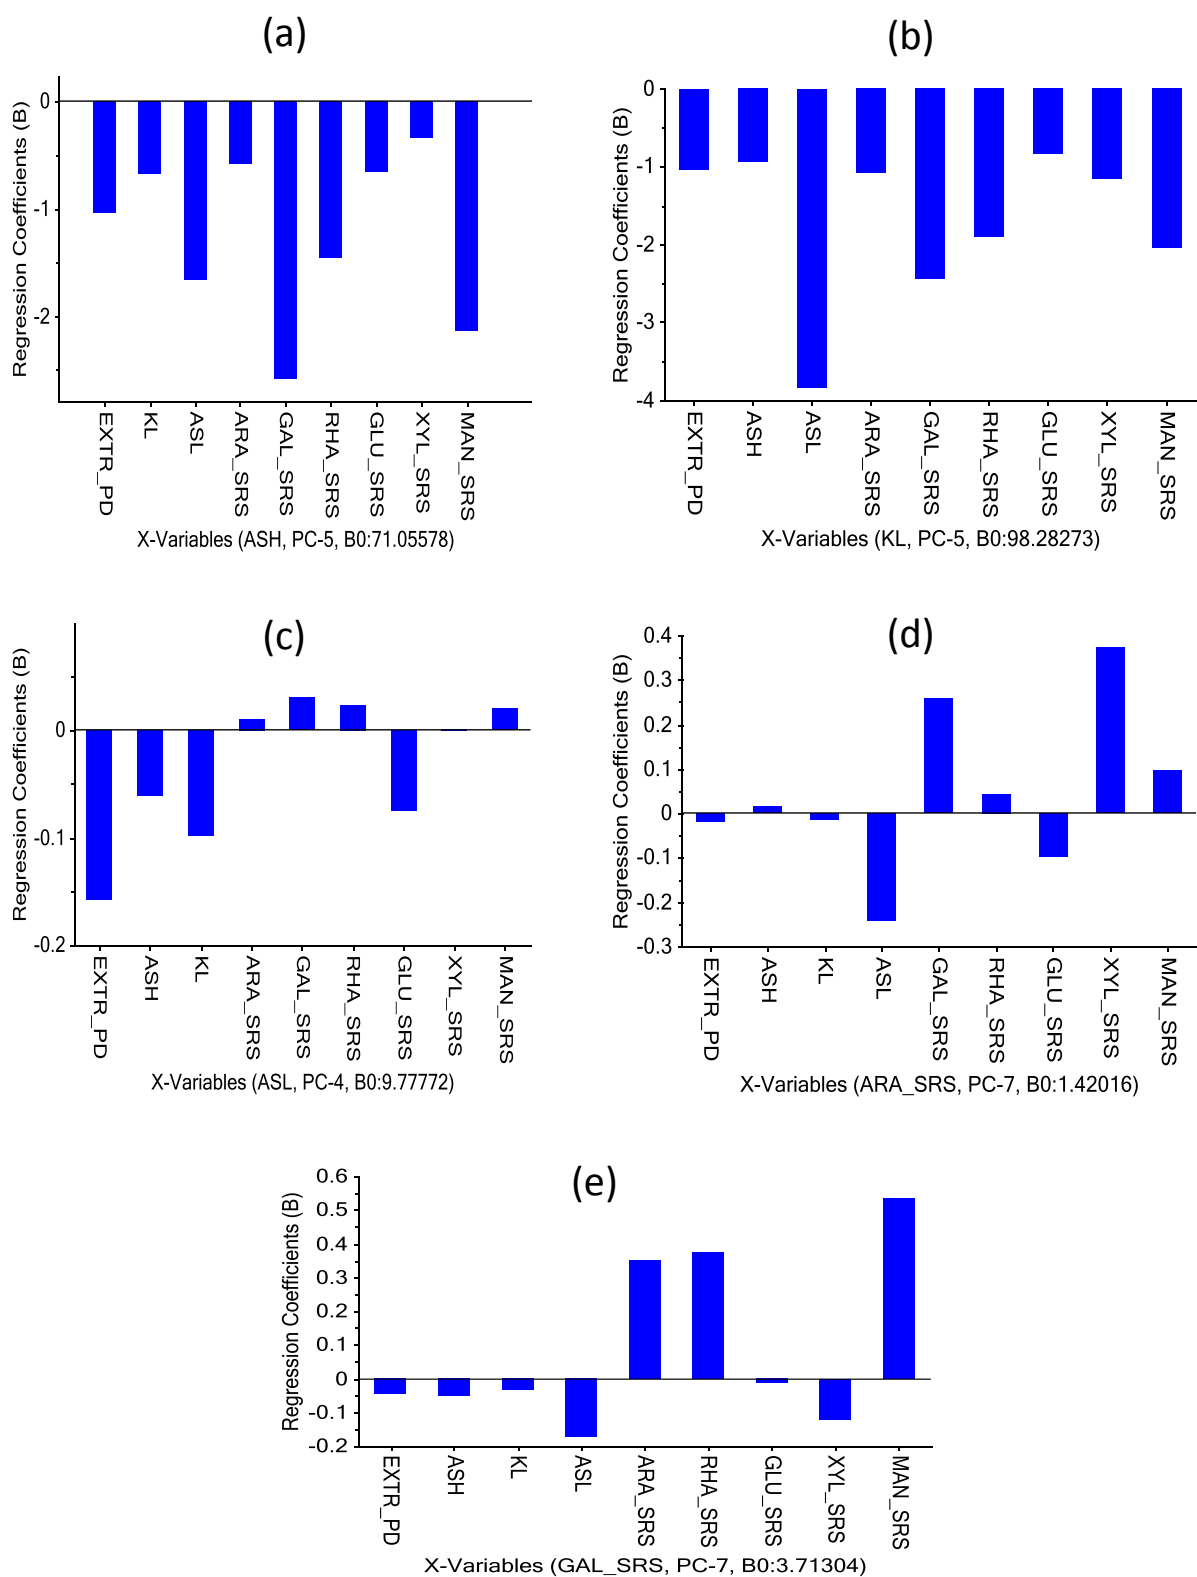 (a)
Regression Coefficients (B)
0
-1
-2
EXTR_PD
KL
ASL
ARA_SRS
GAL_SRS
RHA_SRS
GLU_SRS
XYL_SRS
MAN_SRS
X-Variables (ASH, PC-5, B0:71.05578)
(b)
Regression Coefficients (B)
0
-1
-2
-3
-4
EXTR_PD
ASH
ASL
ARA_SRS
GAL_SRS
RHA_SRS
GLU_SRS
XYL_SRS
MAN_SRS
X-Variables (KL, PC-5, B0:98.28273)
(c)
Regression Coefficients (B)
0
-0.1
-0.2
EXTR_PD
ASH
KL
ARA_SRS
GAL_SRS
RHA_SRS
GLU_SRS
XYL_SRS
MAN_SRS
X-Variables (ASL, PC-4, B0:9.77772)
(d)
Regression Coefficients (B)
0.4
0.3
0.2
0.1
0
-0.1
-0.2
-0.3
EXTR_PD
ASH
KL
ASL
GAL_SRS
RHA_SRS
GLU_SRS
XYL_SRS
MAN_SRS
X-Variables (ARA_SRS, PC-7, B0:1.42016)
(e)
Regression Coefficients (B)
0.6
0.5
0.4
0.3
0.2
0.1
0
-0.1
-0.2
EXTR_PD
ASH
KL
ASL
ARA_SRS
RHA_SRS
GLU_SRS
XYL_SRS
MAN_SRS
X-Variables (GAL_SRS, PC-7, B0:3.71304)